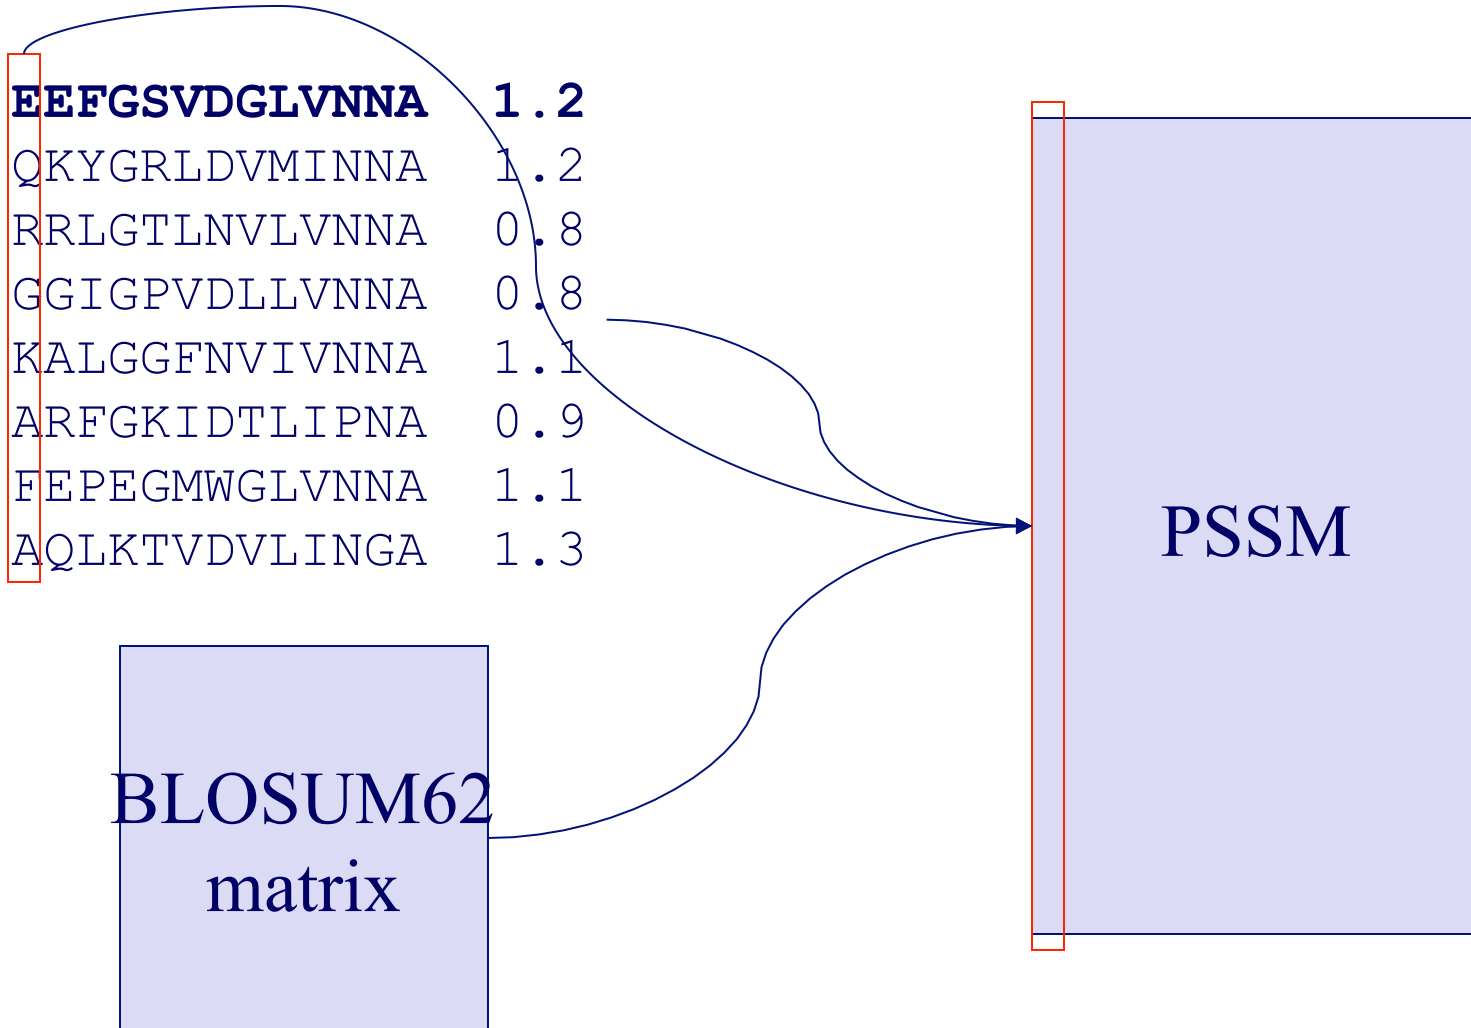 EEFGSVDGLVNNA 1.2
QKYGRLDVMINNA 1.2
RRLGTLNVLVNNA 0.8
GGIGPVDLLVNNA 0.8
KALGGFNVIVNNA 1.1
ARFGKIDTLIPNA 0.9
FEPEGMWGLVNNA 1.1
AQLKTVDVLINGA 1.3
PSSM
BLOSUM62
matrix